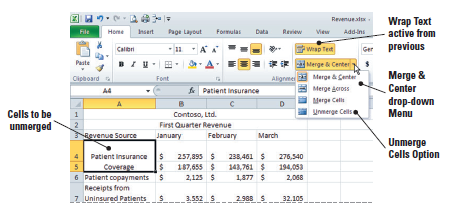 Revenue.xlsx -
File Home Insert Page Layout Formulas Data Review View Add-Ins
Calibri 11 A A Wrap Text Ger
Paste B I U A Merge & Center $
Clipboard Font Alignme
Merge & Center
Merge Across
Merge Cells
Unmerge Cells
A4 fx Patient Insurance
A B C D
1 Contoso, Ltd.
2 First Quarter Revenue
3 Revenue Source January February March
4 Patient Insurance $ 257,895 $ 238,461 $ 276,540
5 Coverage $ 187,655 $ 143,761 $ 194,053
6 Patient copayments $ 2,125 $ 1,877 $ 2,068
Receipts from
7 Uninsured Patients $ 3,552 $ 2,988 $ 32,105
Cells to be
unmerged
Wrap Text
active from
previous
Merge &
Center
drop-down
Menu
Unmerge
Cells Option